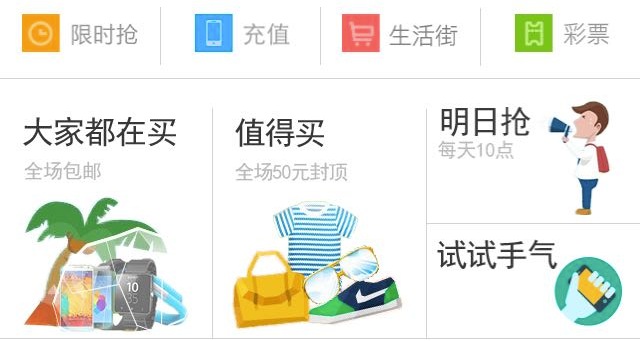 限时抢 充值 生活街 彩票
大家都在买
全场包邮
10
35
值得买
全场50元封顶
明日抢
每天10点
试试手气